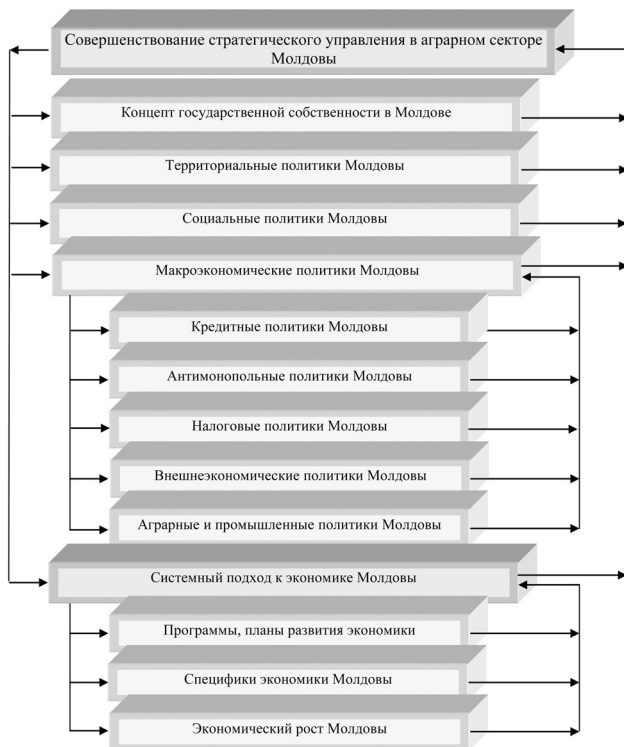 Совершенствование стратегического управления в аграрном секторе
Молдовы
Концепт государственной собственности в Молдове
Территориальные политики Молдовы
Социальные политики Молдовы
Макроэкономические политики Молдовы
Кредитные политики Молдовы
Антимонопольные политики Молдовы
Налоговые политики Молдовы
Внешнеэкономические политики Молдовы
Аграрные и промышленные политики Молдовы
Системный подход к экономике Молдовы
Программы, планы развития экономики
Специфики экономики Молдовы
Экономический рост Молдовы